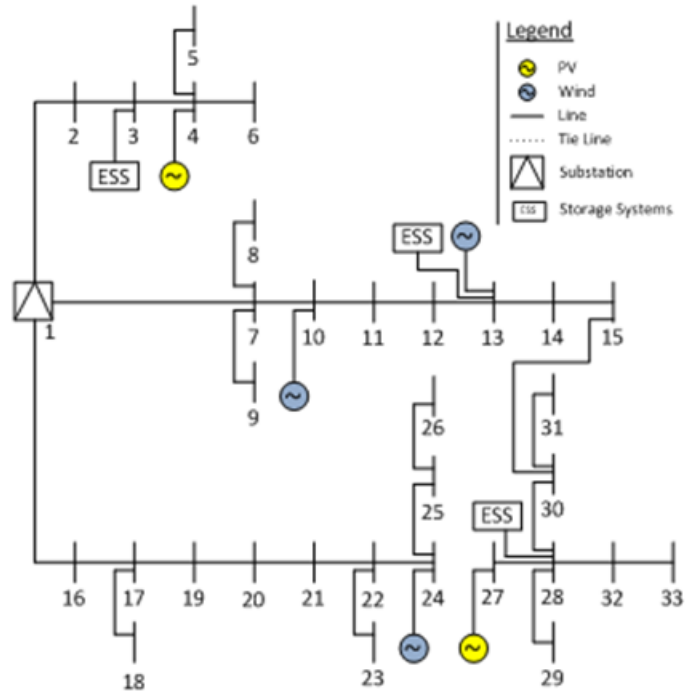 5
Legend
PV
Wind
Line
Tie Line
Substation
ESS Storage Systems
2 3 4 6
ESS
8
ESS
1
7 10 11 12 13 14 15
9
26
31
25
ESS
30
16 17 19 20 21 22 24 27 28 32 33
18
23
29